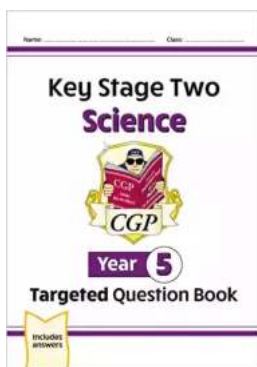 Name: Class:
Key Stage Two
Science
CGP
CGP
Year 5
Targeted Question Book
Includes
answers